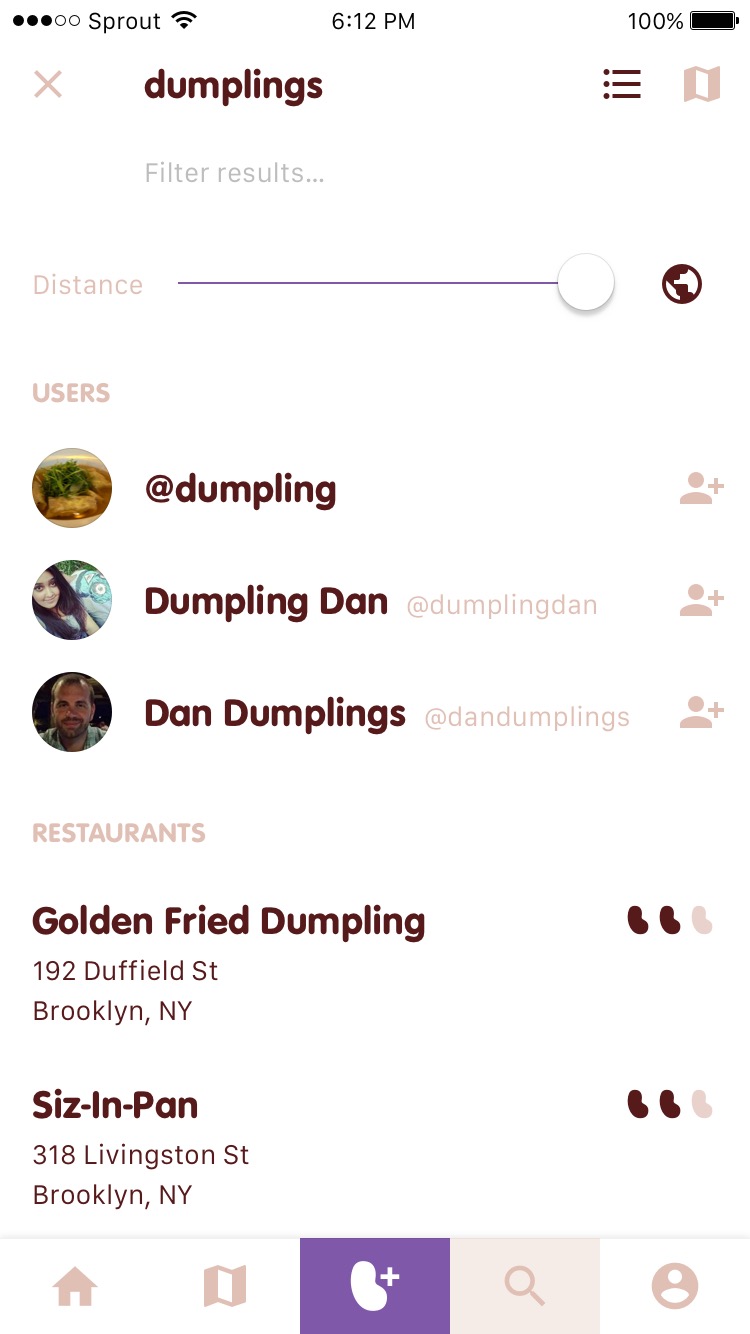 Sprout 6:12 PM 100%
dumplings
Filter results...
Distance
USERS
@dumpling
Dumpling Dan @dumplingdan
Dan Dumplings @dandumplings
RESTAURANTS
Golden Fried Dumpling
192 Duffield St
Brooklyn, NY
Siz-In-Pan
318 Livingston St
Brooklyn, NY